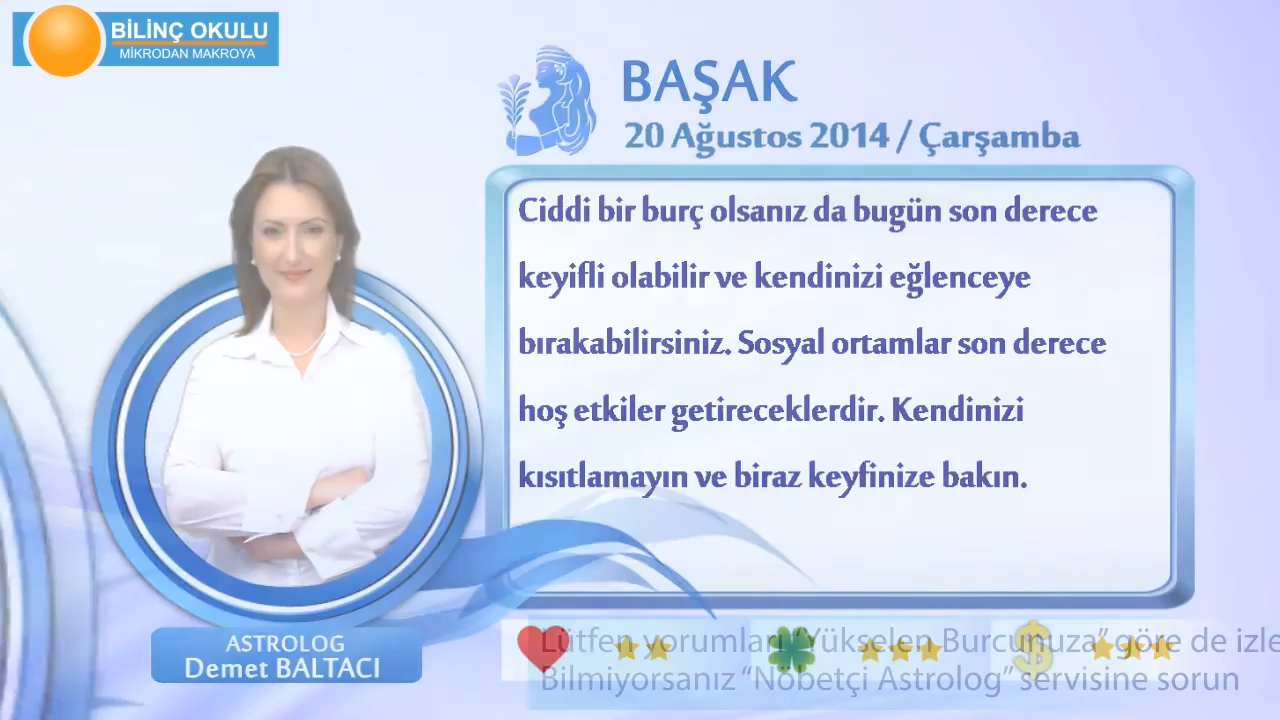 BİLİNÇ OKULU
MİKRODAN MAKROYA
BAŞAK
20 Ağustos 2014 / Çarşamba
Ciddi bir burç olsanız da bugün son derece
keyifli olabilir ve kendinizi eğlenceye
bırakabilirsiniz. Sosyal ortamlar son derece
hoş etkiler getireceklerdir. Kendinizi
kısıtlamayın ve biraz keyfinize bakın.
ASTROLOG
Demet BALTACI
Lütfen yorumları "Yükselen Burcunuza" göre de izle
Bilmiyorsanız "Nöbetçi Astrolog" servisine sorun